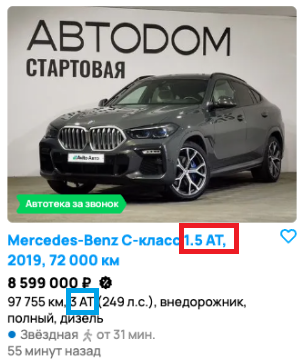 АВТОDОМ
СТАРТОВАЯ
Avito Авто
Автотека за звонок
Mercedes-Benz C-класс 1.5 AT,
2019, 72 000 км
8 599 000 ₽
97 755 км, 3 AT (249 л.с.), внедорожник,
полный, дизель
Звёздная от 31 мин.
55 минут назад